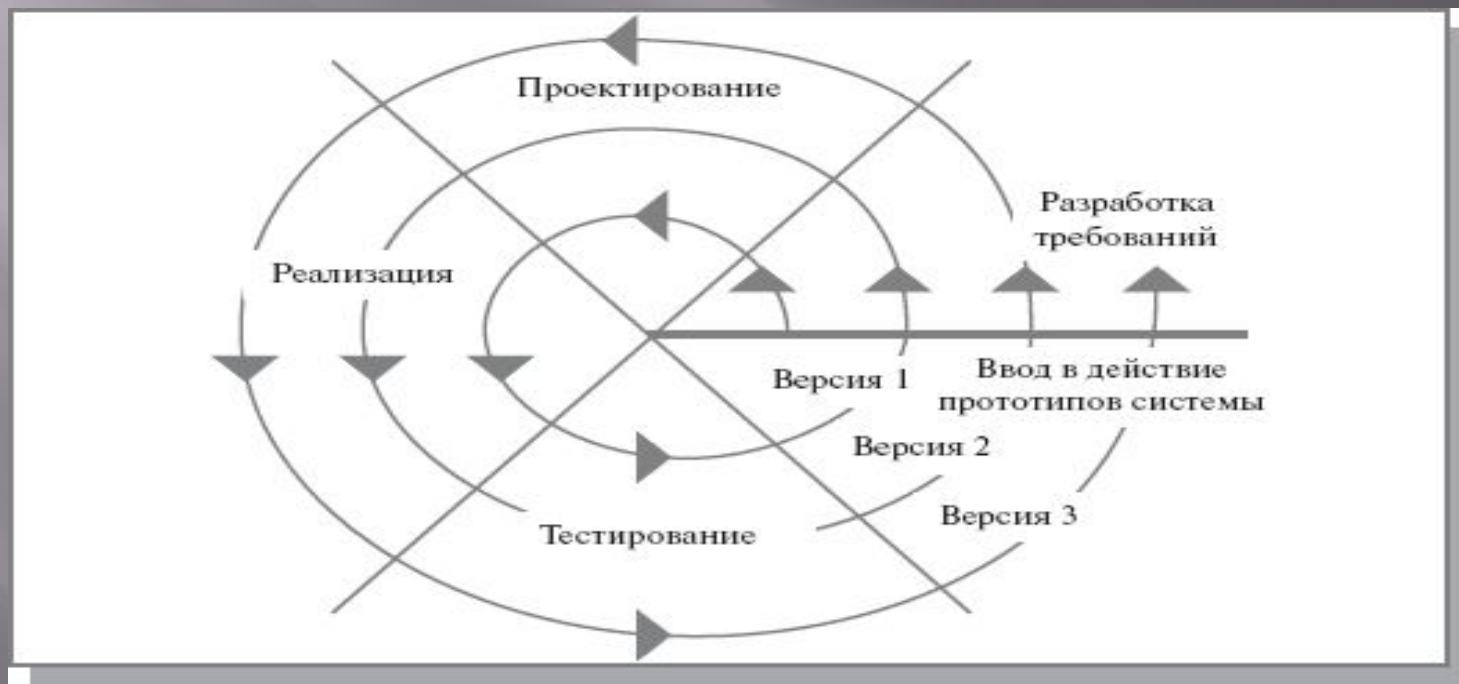 Проектирование
Разработка
требований
Реализация
Версия 1
Ввод в действие
прототипов системы
Версия 2
Версия 3
Тестирование